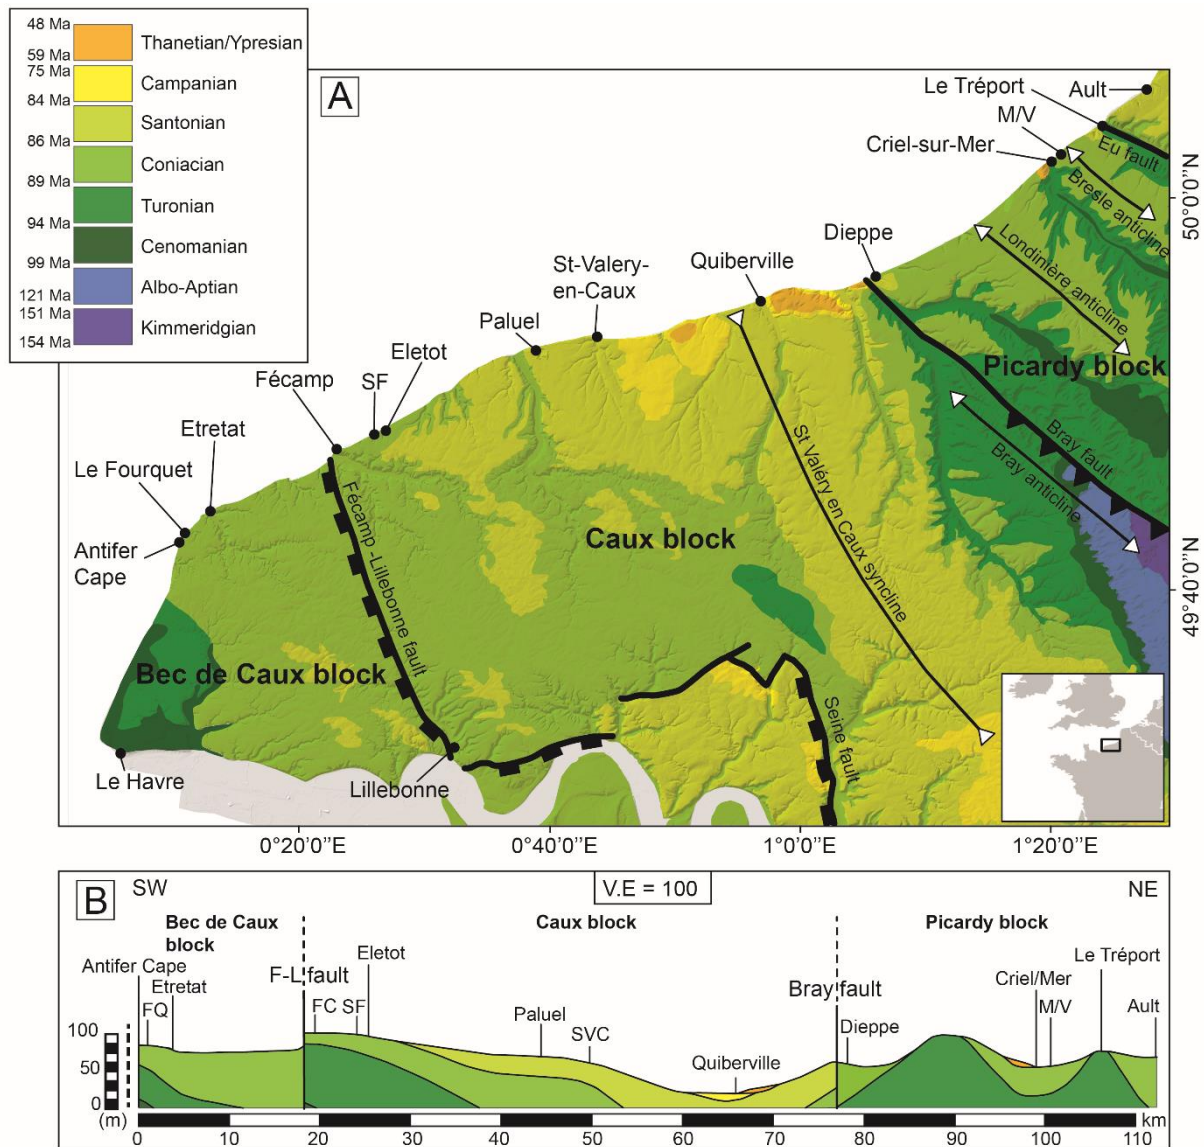 48 Ma
59 Ma
75 Ma
84 Ma
86 Ma
89 Ma
94 Ma
99 Ma
121 Ma
151 Ma
154 Ma
Thanetian/Ypresian
Campanian
Santonian
Coniacian
Turonian
Cenomanian
Albo-Aptian
Kimmeridgian
A
Ault
Le Tréport
M/V
Criel-sur-Mer
Eu fault
Bresle anticline
Londinière anticline
Dieppe
Quiberville
St-Valery-
en-Caux
Paluel
Eletot
SF
Fécamp
Etretat
Le Fourquet
Antifer
Cape
Picardy block
Bray fault
Bray anticline
St Valéry en Caux syncline
Caux block
Fécamp -Lillebonne fault
Bec de Caux block
Seine fault
Le Havre
Lillebonne
50°0'0''N
49°40'0''N
0°20'0''E
0°40'0''E
1°0'0''E
1°20'0''E
B
SW
V.E = 100
NE
Bec de Caux
block
Caux block
Picardy block
Antifer Cape
FQ
Etretat
F-L fault
FC
SF
Eletot
Paluel
SVC
Quiberville
Bray fault
Dieppe
Criel/Mer
M/V
Le Tréport
Ault
100
50
0
(m)
0
10
20
30
40
50
60
70
80
90
100
110
km